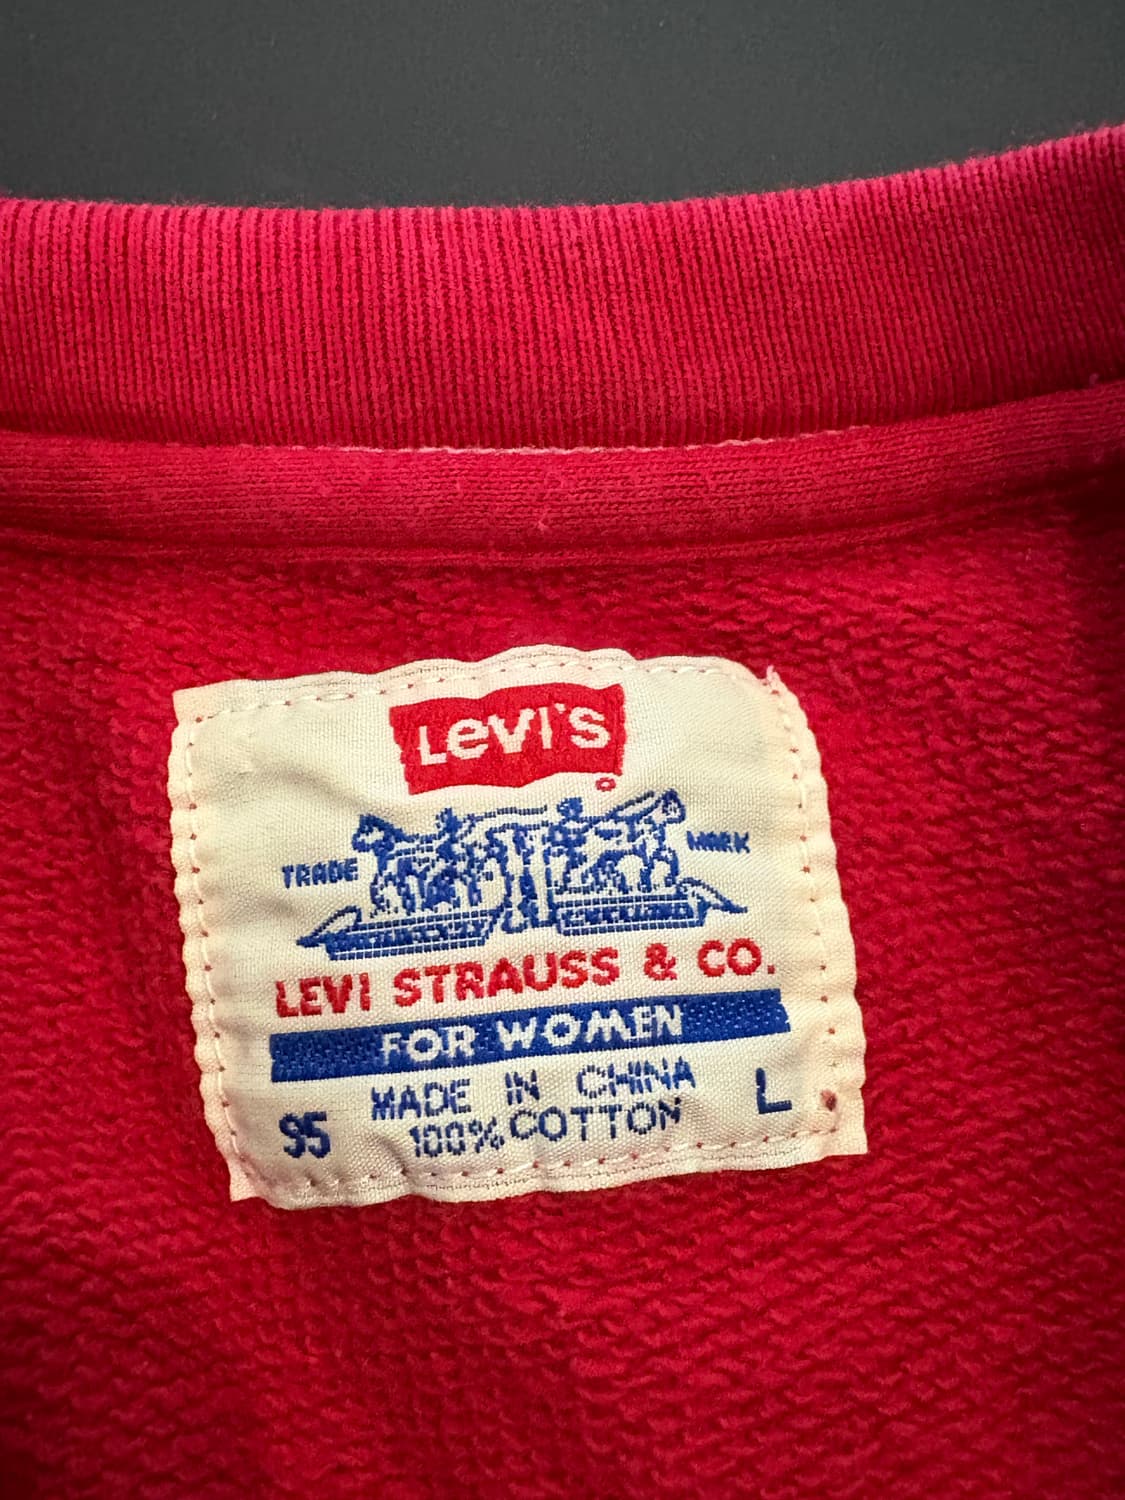 LEVI'S
TRADE MARK
LEVI STRAUSS & CO.
FOR WOMEN
MADE IN CHINA
95 100% COTTON L